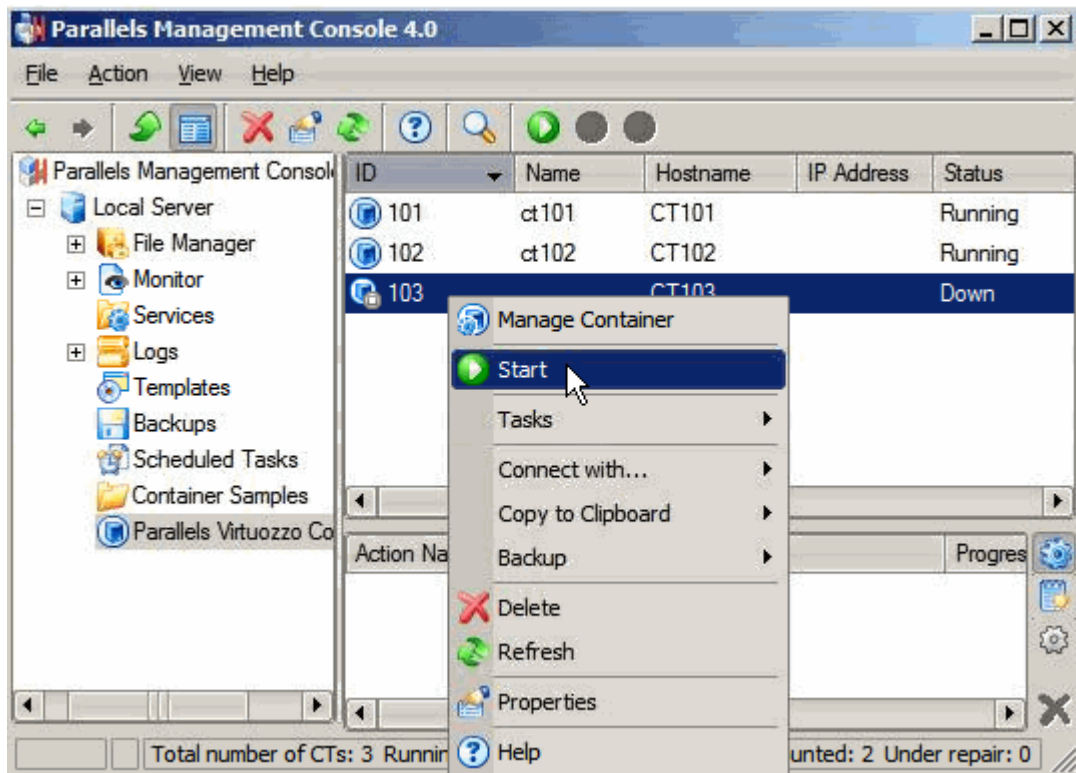 Parallels Management Console 4.0
File Action View Help
Parallels Management Consol
Local Server
File Manager
Monitor
Services
Logs
Templates
Backups
Scheduled Tasks
Container Samples
Parallels Virtuozzo Co
ID Name Hostname IP Address Status
101 ct101 CT101 Running
102 ct102 CT102 Running
103 CT103 Down
Manage Container
Start
Tasks
Connect with...
Copy to Clipboard
Backup
Delete
Refresh
Properties
Help
Action Na Progres
Total number of CTs: 3 Runnin unted: 2 Under repair: 0